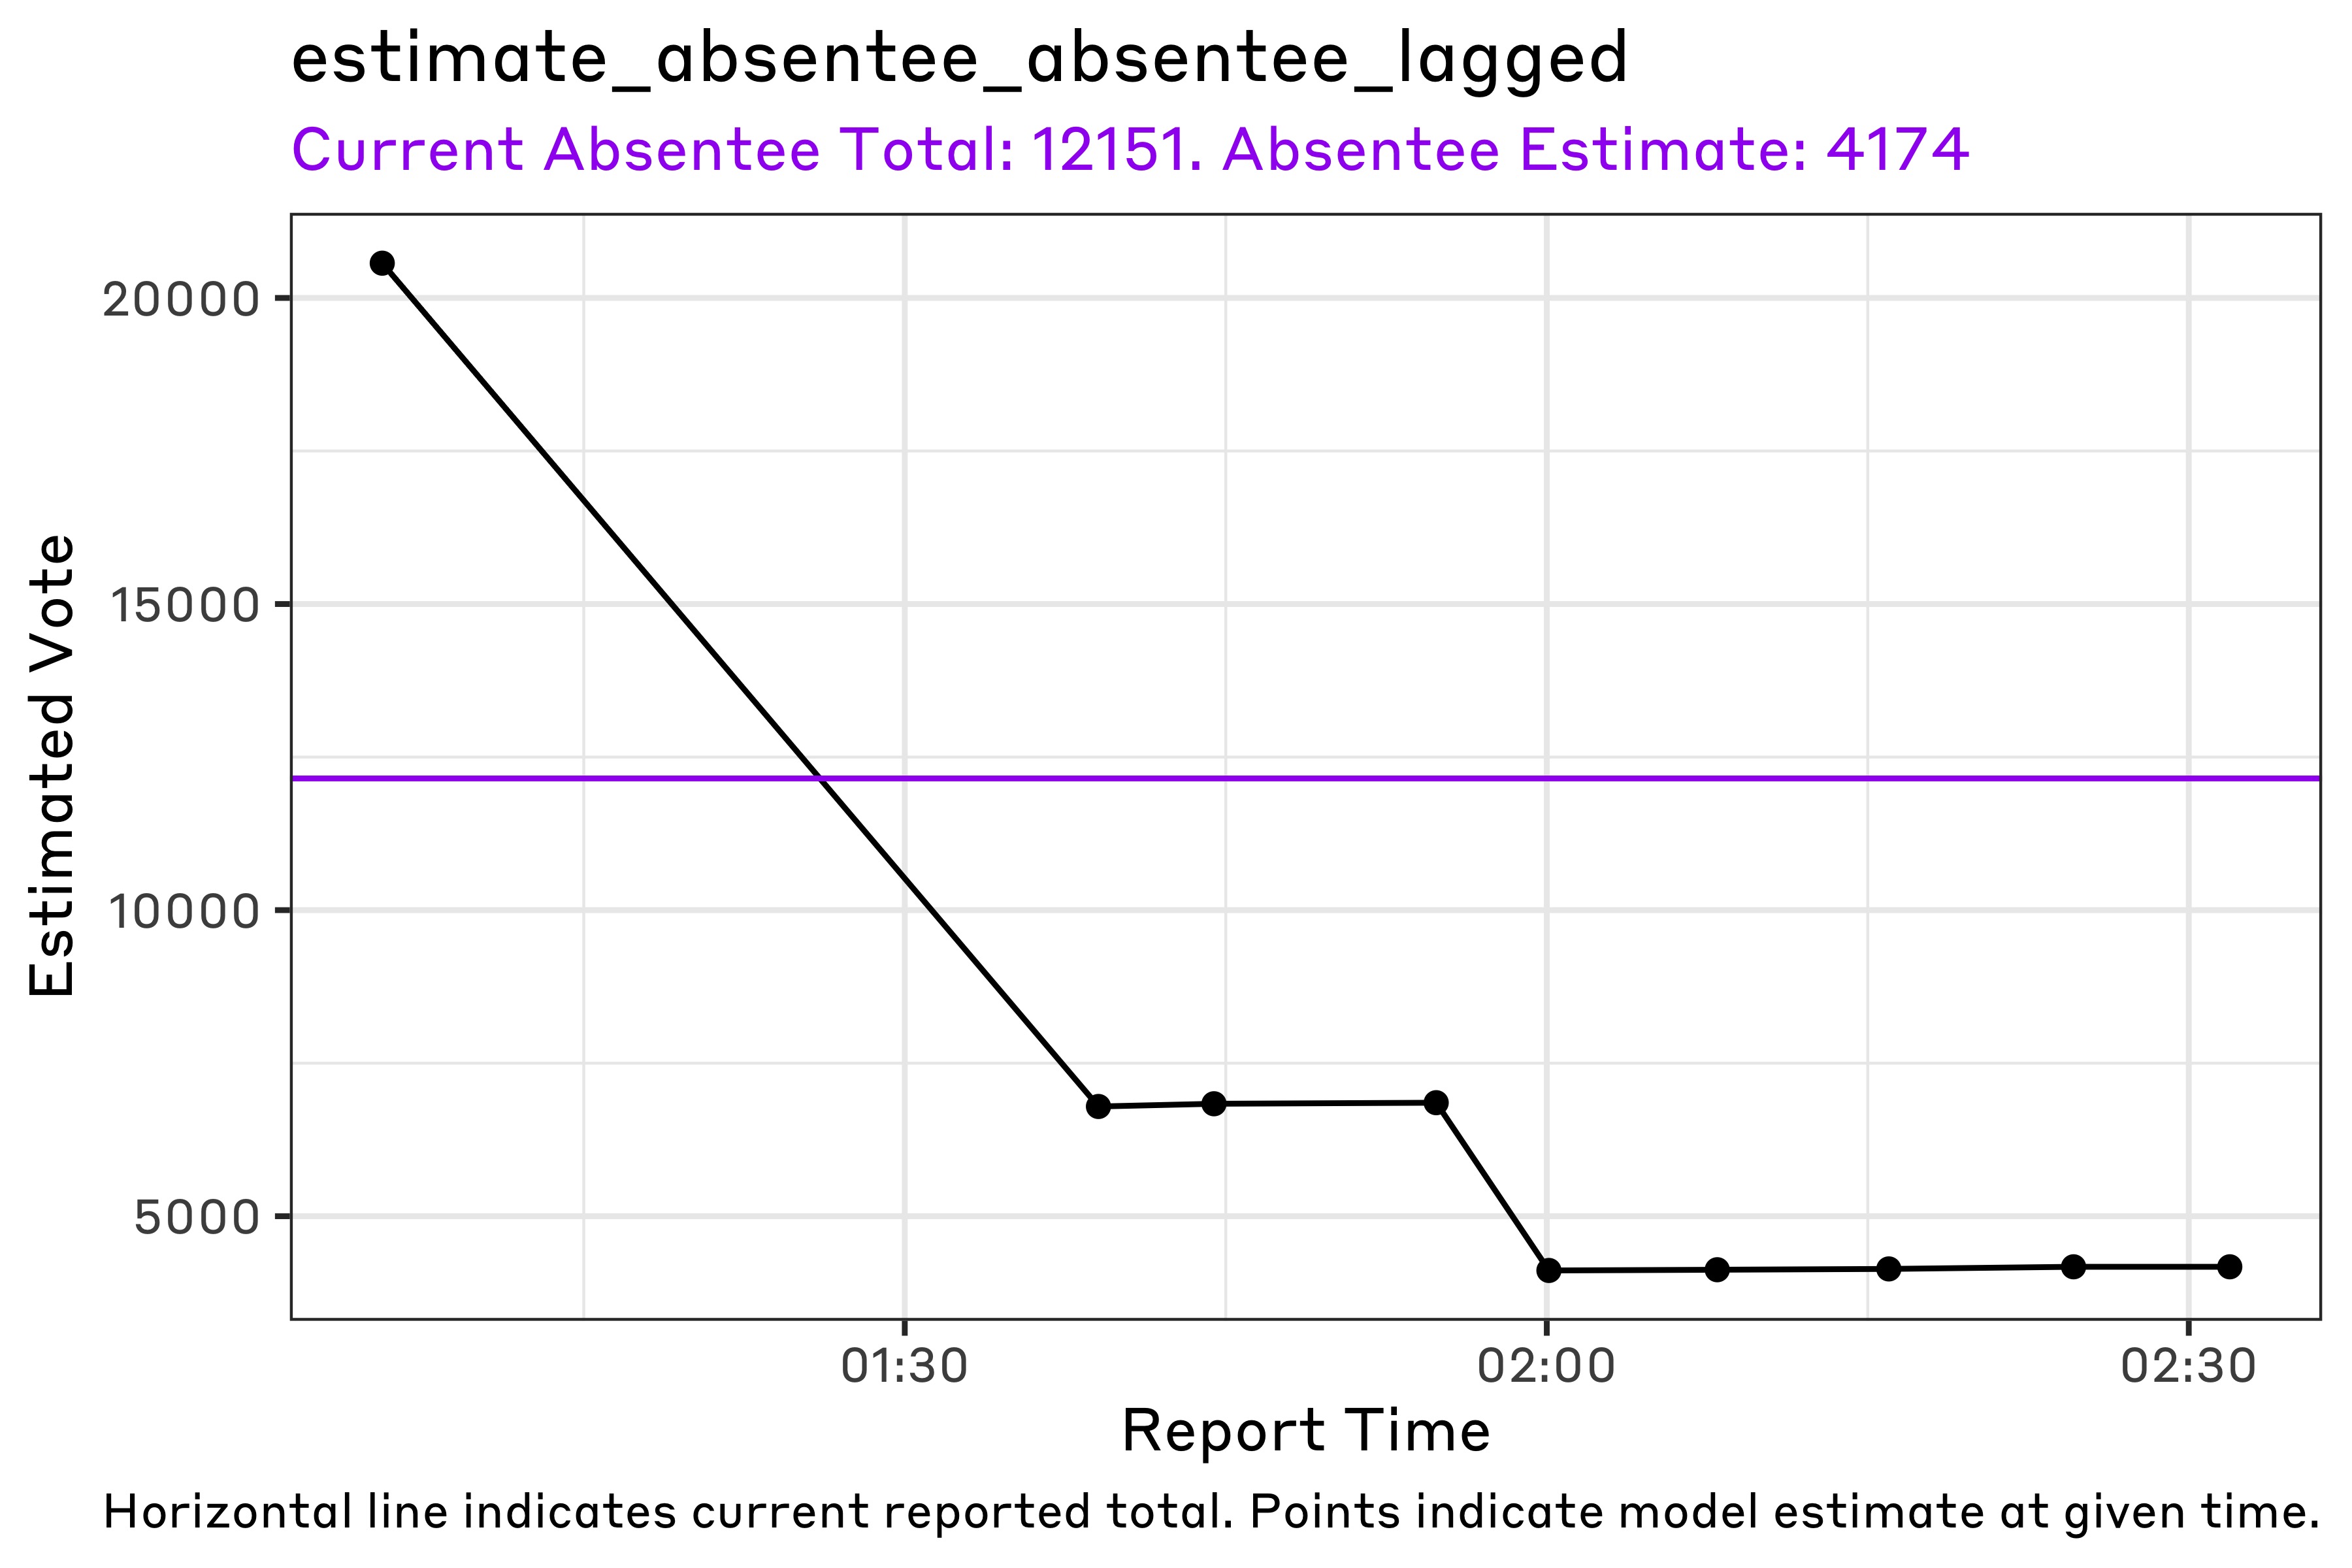 estimate_absentee_absentee_lagged
Current Absentee Total: 12151. Absentee Estimate: 4174
Estimated Vote
20000
15000
10000
5000
01:30 02:00 02:30
Report Time
Horizontal line indicates current reported total. Points indicate model estimate at given time.